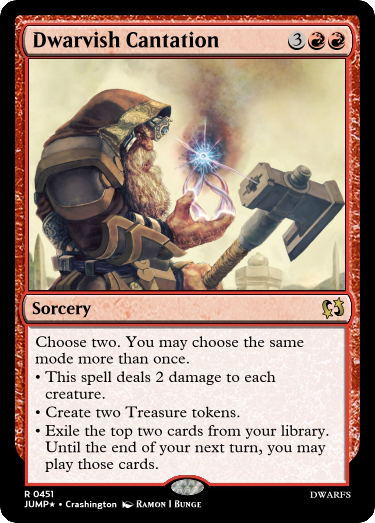 Dwarvish Cantation 3
Sorcery
Choose two. You may choose the same
mode more than once.
• This spell deals 2 damage to each
creature.
• Create two Treasure tokens.
• Exile the top two cards from your library.
Until the end of your next turn, you may
play those cards.
R 0451
JUMP★ • Crashington Ramon I Bunge
DWARFS